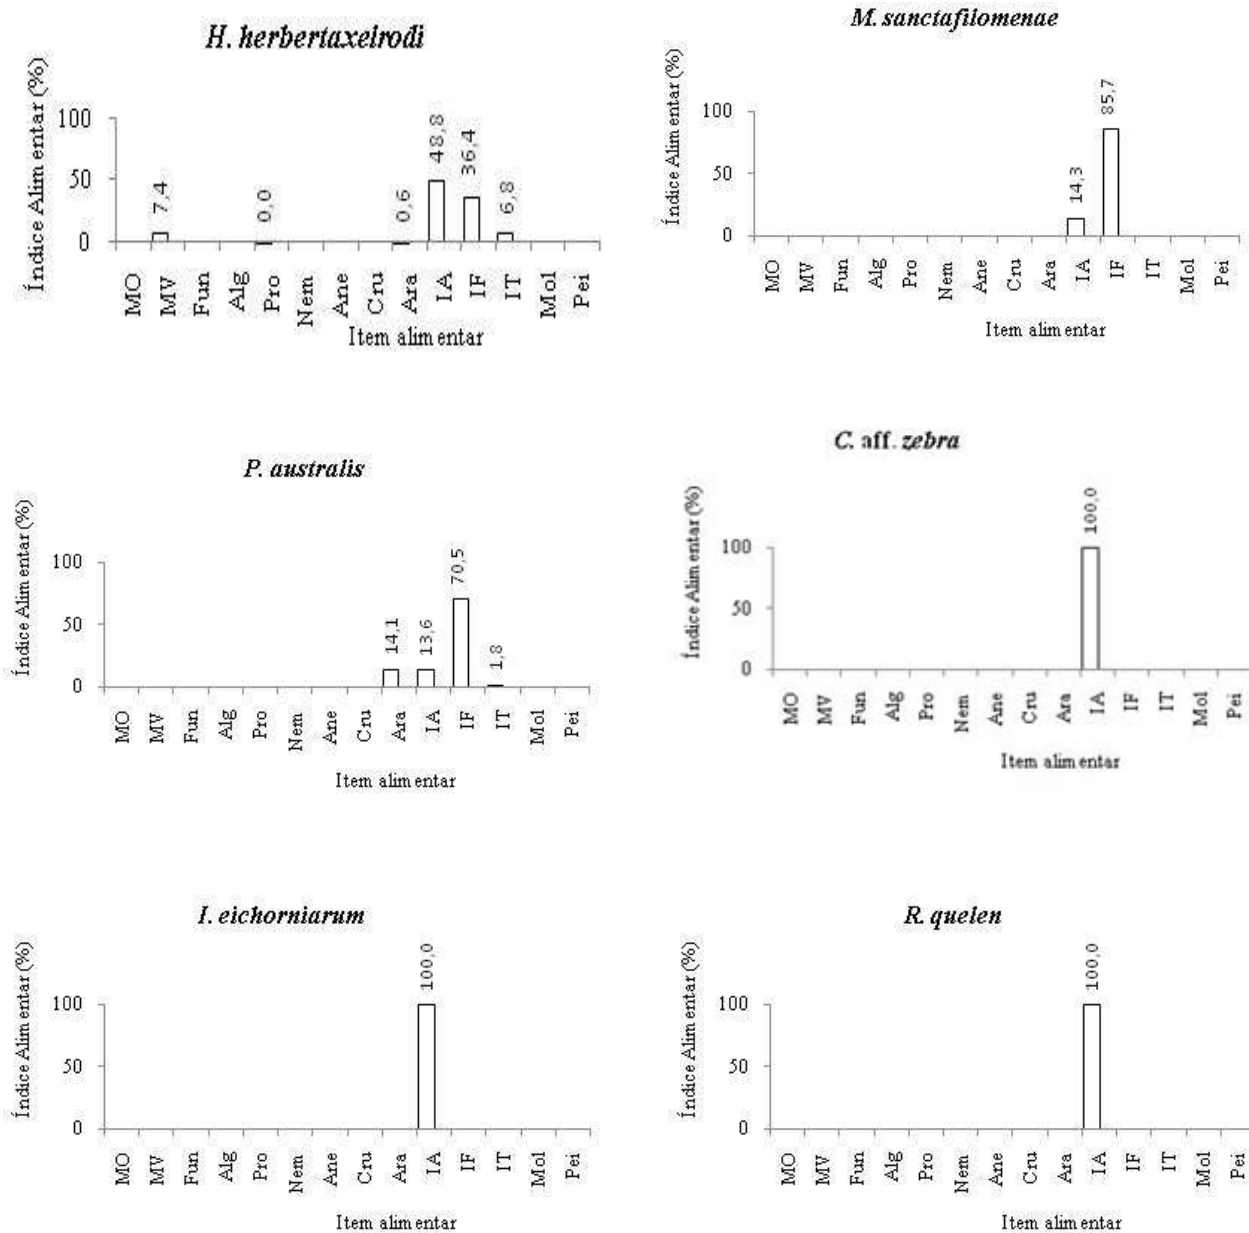 H. herbertaxelrodi
Índice Alimentar (%)
100
50
0
7,4
0,0
0,6
48,8
36,4
6,8
MO MV Fun Alg Pro Nem Ane Cru Ara IA IF IT Mol Pei
Item alimentar
M. sanctafilomenae
Índice Alimentar (%)
100
50
0
14,3
85,7
MO MV Fun Alg Pro Nem Ane Cru Ara IA IF IT Mol Pei
Item alimentar
P. australis
Índice Alimentar (%)
100
50
0
14,1
13,6
70,5
1,8
MO MV Fun Alg Pro Nem Ane Cru Ara IA IF IT Mol Pei
Item alimentar
C. aff. zebra
Índice Alimentar (%)
100
50
0
100,0
MO MV Fun Alg Pro Nem Ane Cru Ara IA IF IT Mol Pei
Item alimentar
I. eichorniarum
Índice Alimentar (%)
100
50
0
100,0
MO MV Fun Alg Pro Nem Ane Cru Ara IA IF IT Mol Pei
Item alimentar
R. quelen
Índice Alimentar (%)
100
50
0
100,0
MO MV Fun Alg Pro Nem Ane Cru Ara IA IF IT Mol Pei
Item alimentar